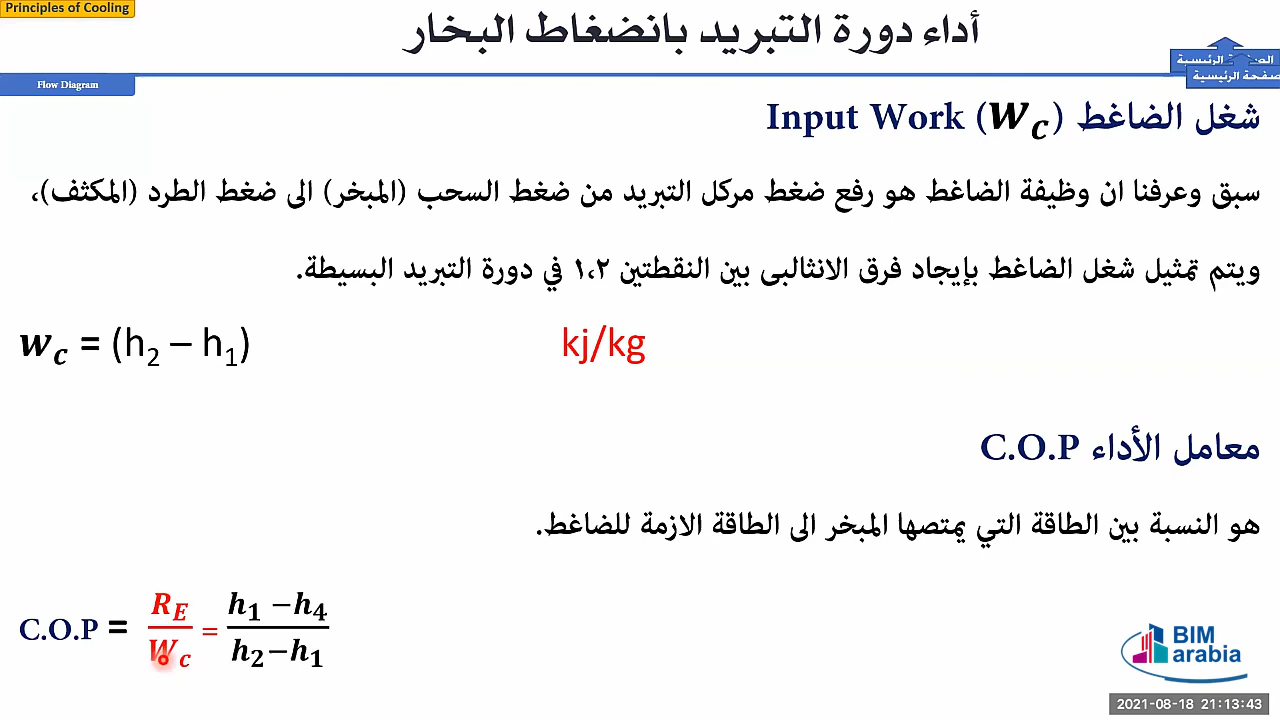 Principles of Cooling
أداء دورة التبريد بانضغاط البخار
الصفحة الرئيسية
صفحة الرئيسية
Flow Diagram
شغل الضاغط Input Work (Wc)
سبق وعرفنا ان وظيفة الضاغط هو رفع ضغط مركل التبريد من ضغط السحب (المبخر) الى ضغط الطرد (المكثف)،
ويتم تمثيل شغل الضاغط بإيجاد فرق الانثالبى بين النقطتين ١،٢ في دورة التبريد البسيطة.
wc = (h2 – h1) kj/kg
معامل الأداء C.O.P
هو النسبة بين الطاقة التي يمتصها المبخر الى الطاقة الازمة للضاغط.
C.O.P = RE/Wc = h1 −h4/h2−h1
BIM
arabia
2021-08-18 21:13:43